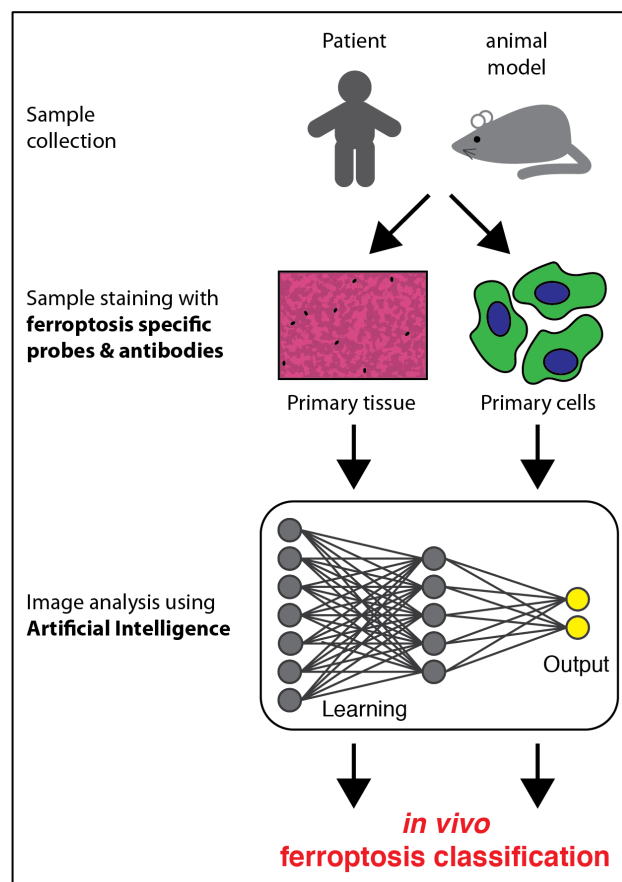 Patient
animal
model
Sample
collection
Sample staining with
ferroptosis specific
probes & antibodies
Primary tissue
Primary cells
Image analysis using
Artificial Intelligence
Learning
Output
in vivo
ferroptosis classification